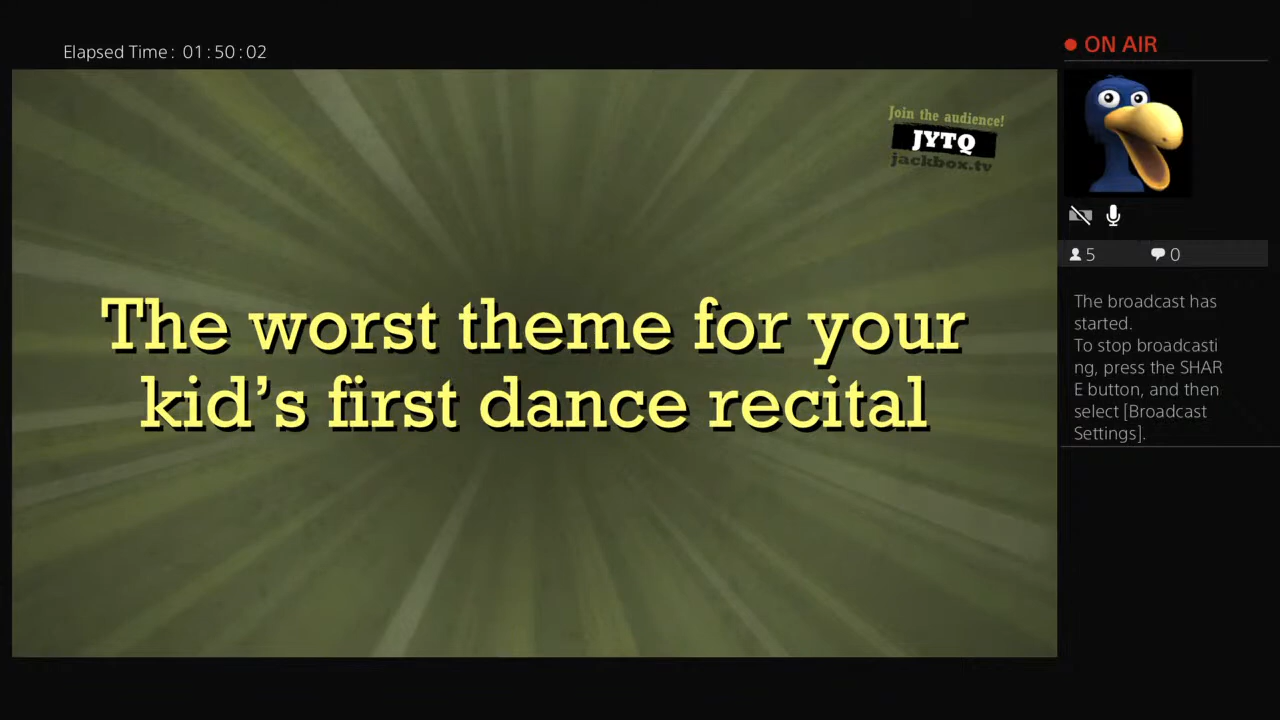 Elapsed Time: 01:50:02
ON AIR
Join the audience!
JYTQ
jackbox.tv
5
0
The worst theme for your
kid's first dance recital
The broadcast has
started.
To stop broadcasti
ng, press the SHAR
E button, and then
select [Broadcast
Settings].